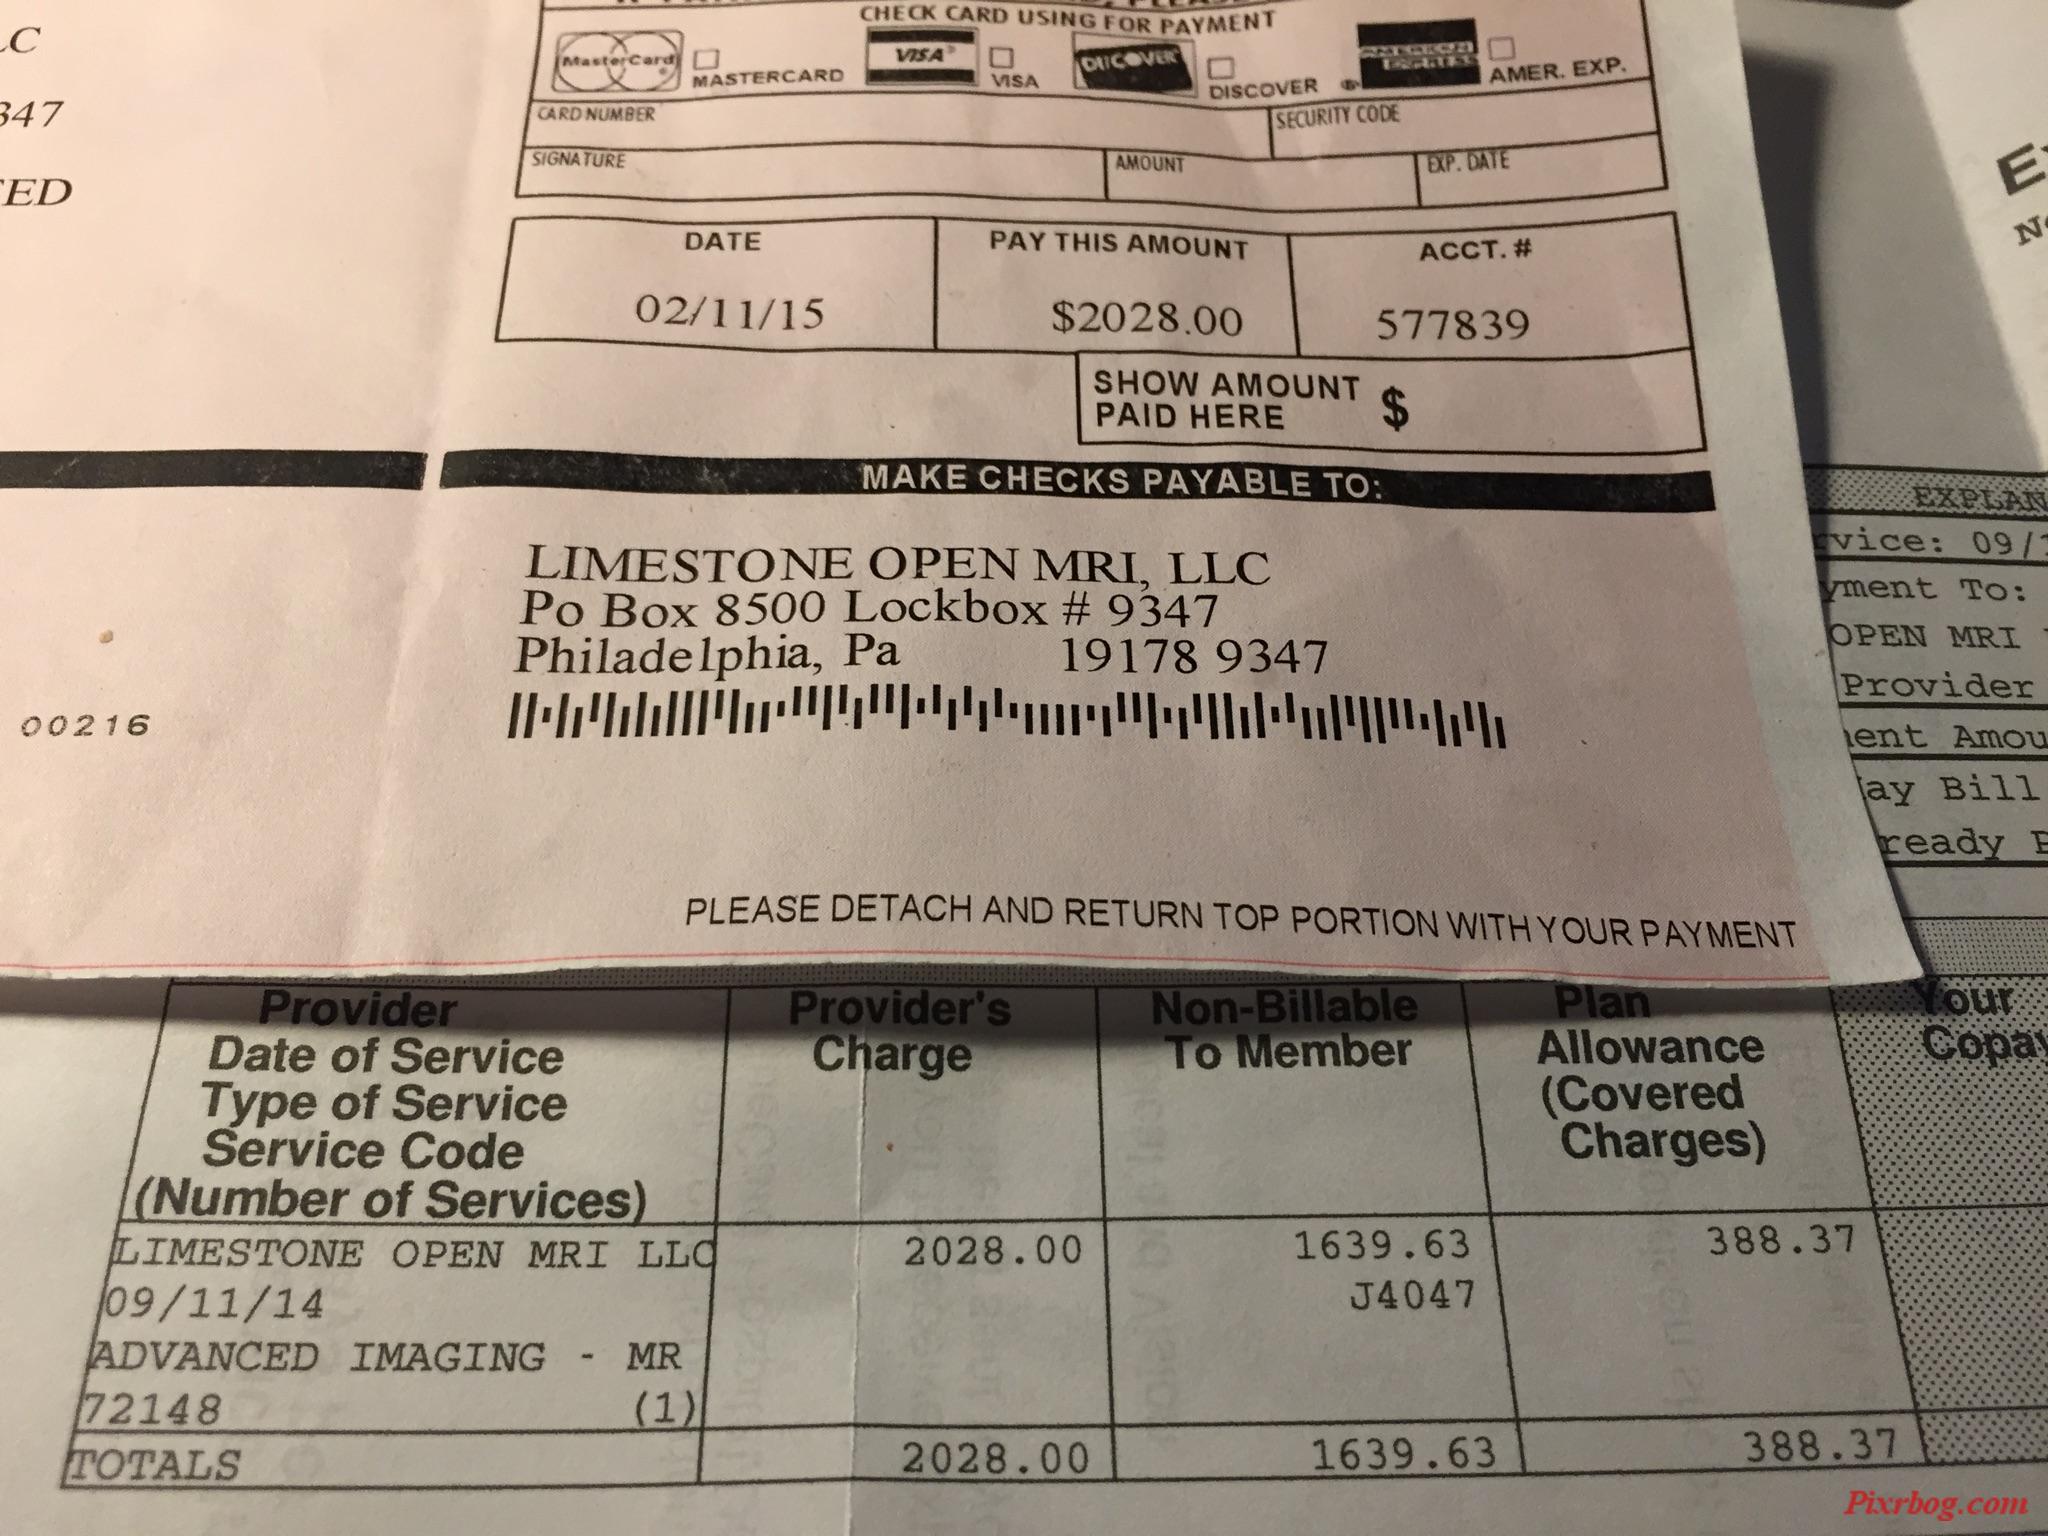 LC
347
ED
CHECK CARD USING FOR PAYMENT
MasterCard MASTERCARD VISA VISA DISCOVER DISCOVER AMERICAN EXPRESS AMER. EXP.
CARD NUMBER SECURITY CODE
SIGNATURE AMOUNT EXP. DATE
DATE PAY THIS AMOUNT ACCT. #
02/11/15 $2028.00 577839
SHOW AMOUNT
PAID HERE $
MAKE CHECKS PAYABLE TO:
LIMESTONE OPEN MRI, LLC
Po Box 8500 Lockbox # 9347
Philadelphia, Pa 19178 9347
00216
PLEASE DETACH AND RETURN TOP PORTION WITH YOUR PAYMENT
EXPLAN
rvice: 09/1
yment To:
OPEN MRI
Provider
ent Amou
ay Bill
ready
Provider Provider's Non-Billable Plan Your
Date of Service Charge To Member Allowance Copay
Type of Service (Covered
Service Code Charges)
(Number of Services)
LIMESTONE OPEN MRI LLC 2028.00 1639.63 388.37
09/11/14 J4047
ADVANCED IMAGING - MR
72148 (1)
TOTALS 2028.00 1639.63 388.37
Pixrbog.com